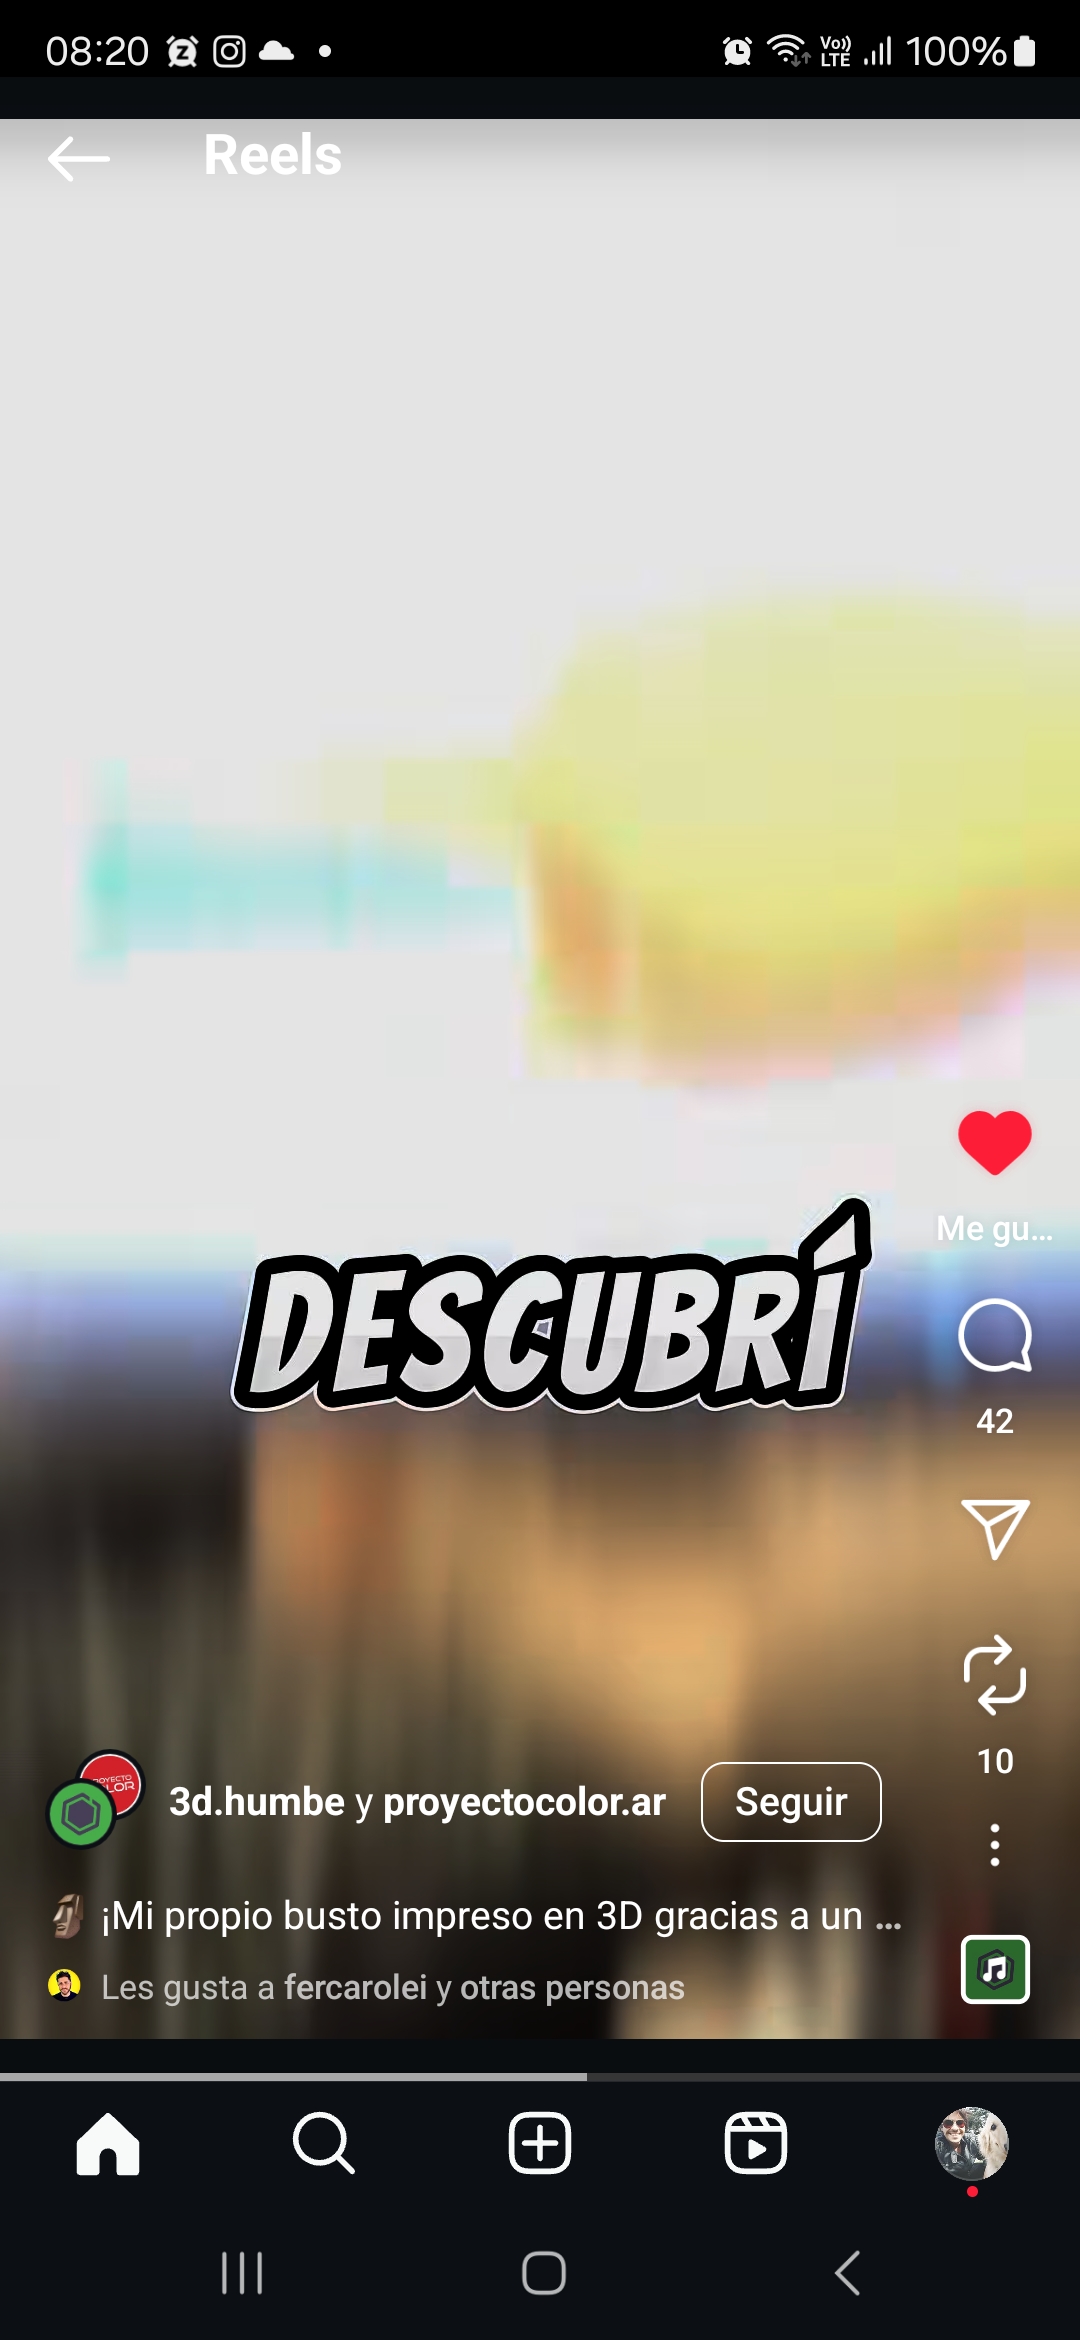 08:20
Vo)) LTE 100%
Reels
DESCUBRÍ
Me gu...
42
10
3d.humbe y proyectocolor.ar Seguir
🗿 ¡Mi propio busto impreso en 3D gracias a un ...
Les gusta a fercarolei y otras personas